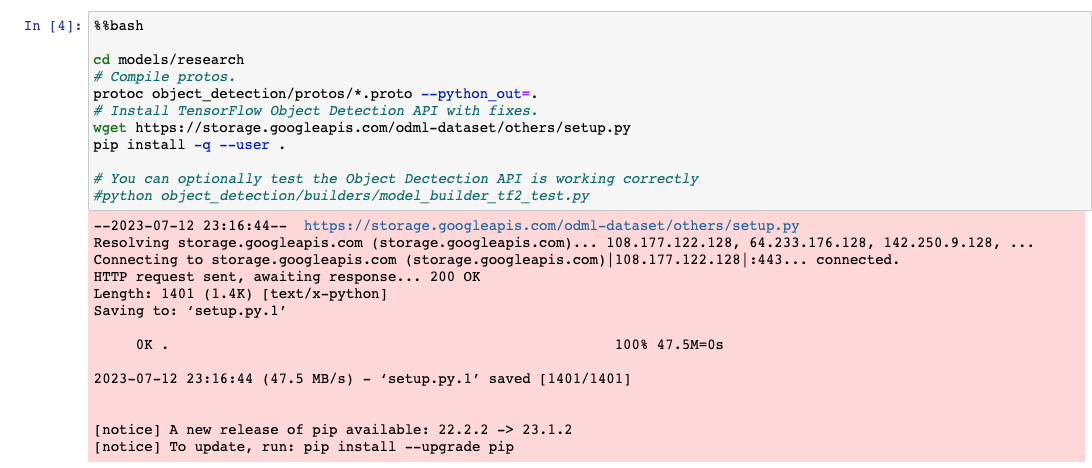 In [4]: %%bash
cd models/research
# Compile protos.
protoc object_detection/protos/*.proto --python_out=.
# Install TensorFlow Object Detection API with fixes.
wget https://storage.googleapis.com/odml-dataset/others/setup.py
pip install -q --user .
# You can optionally test the Object Dectection API is working correctly
#python object_detection/builders/model_builder_tf2_test.py
--2023-07-12 23:16:44--  https://storage.googleapis.com/odml-dataset/others/setup.py
Resolving storage.googleapis.com (storage.googleapis.com)... 108.177.122.128, 64.233.176.128, 142.250.9.128, ...
Connecting to storage.googleapis.com (storage.googleapis.com)|108.177.122.128|:443... connected.
HTTP request sent, awaiting response... 200 OK
Length: 1401 (1.4K) [text/x-python]
Saving to: ‘setup.py.1’
0K . 100% 47.5M=0s
2023-07-12 23:16:44 (47.5 MB/s) - ‘setup.py.1’ saved [1401/1401]
[notice] A new release of pip available: 22.2.2 -> 23.1.2
[notice] To update, run: pip install --upgrade pip